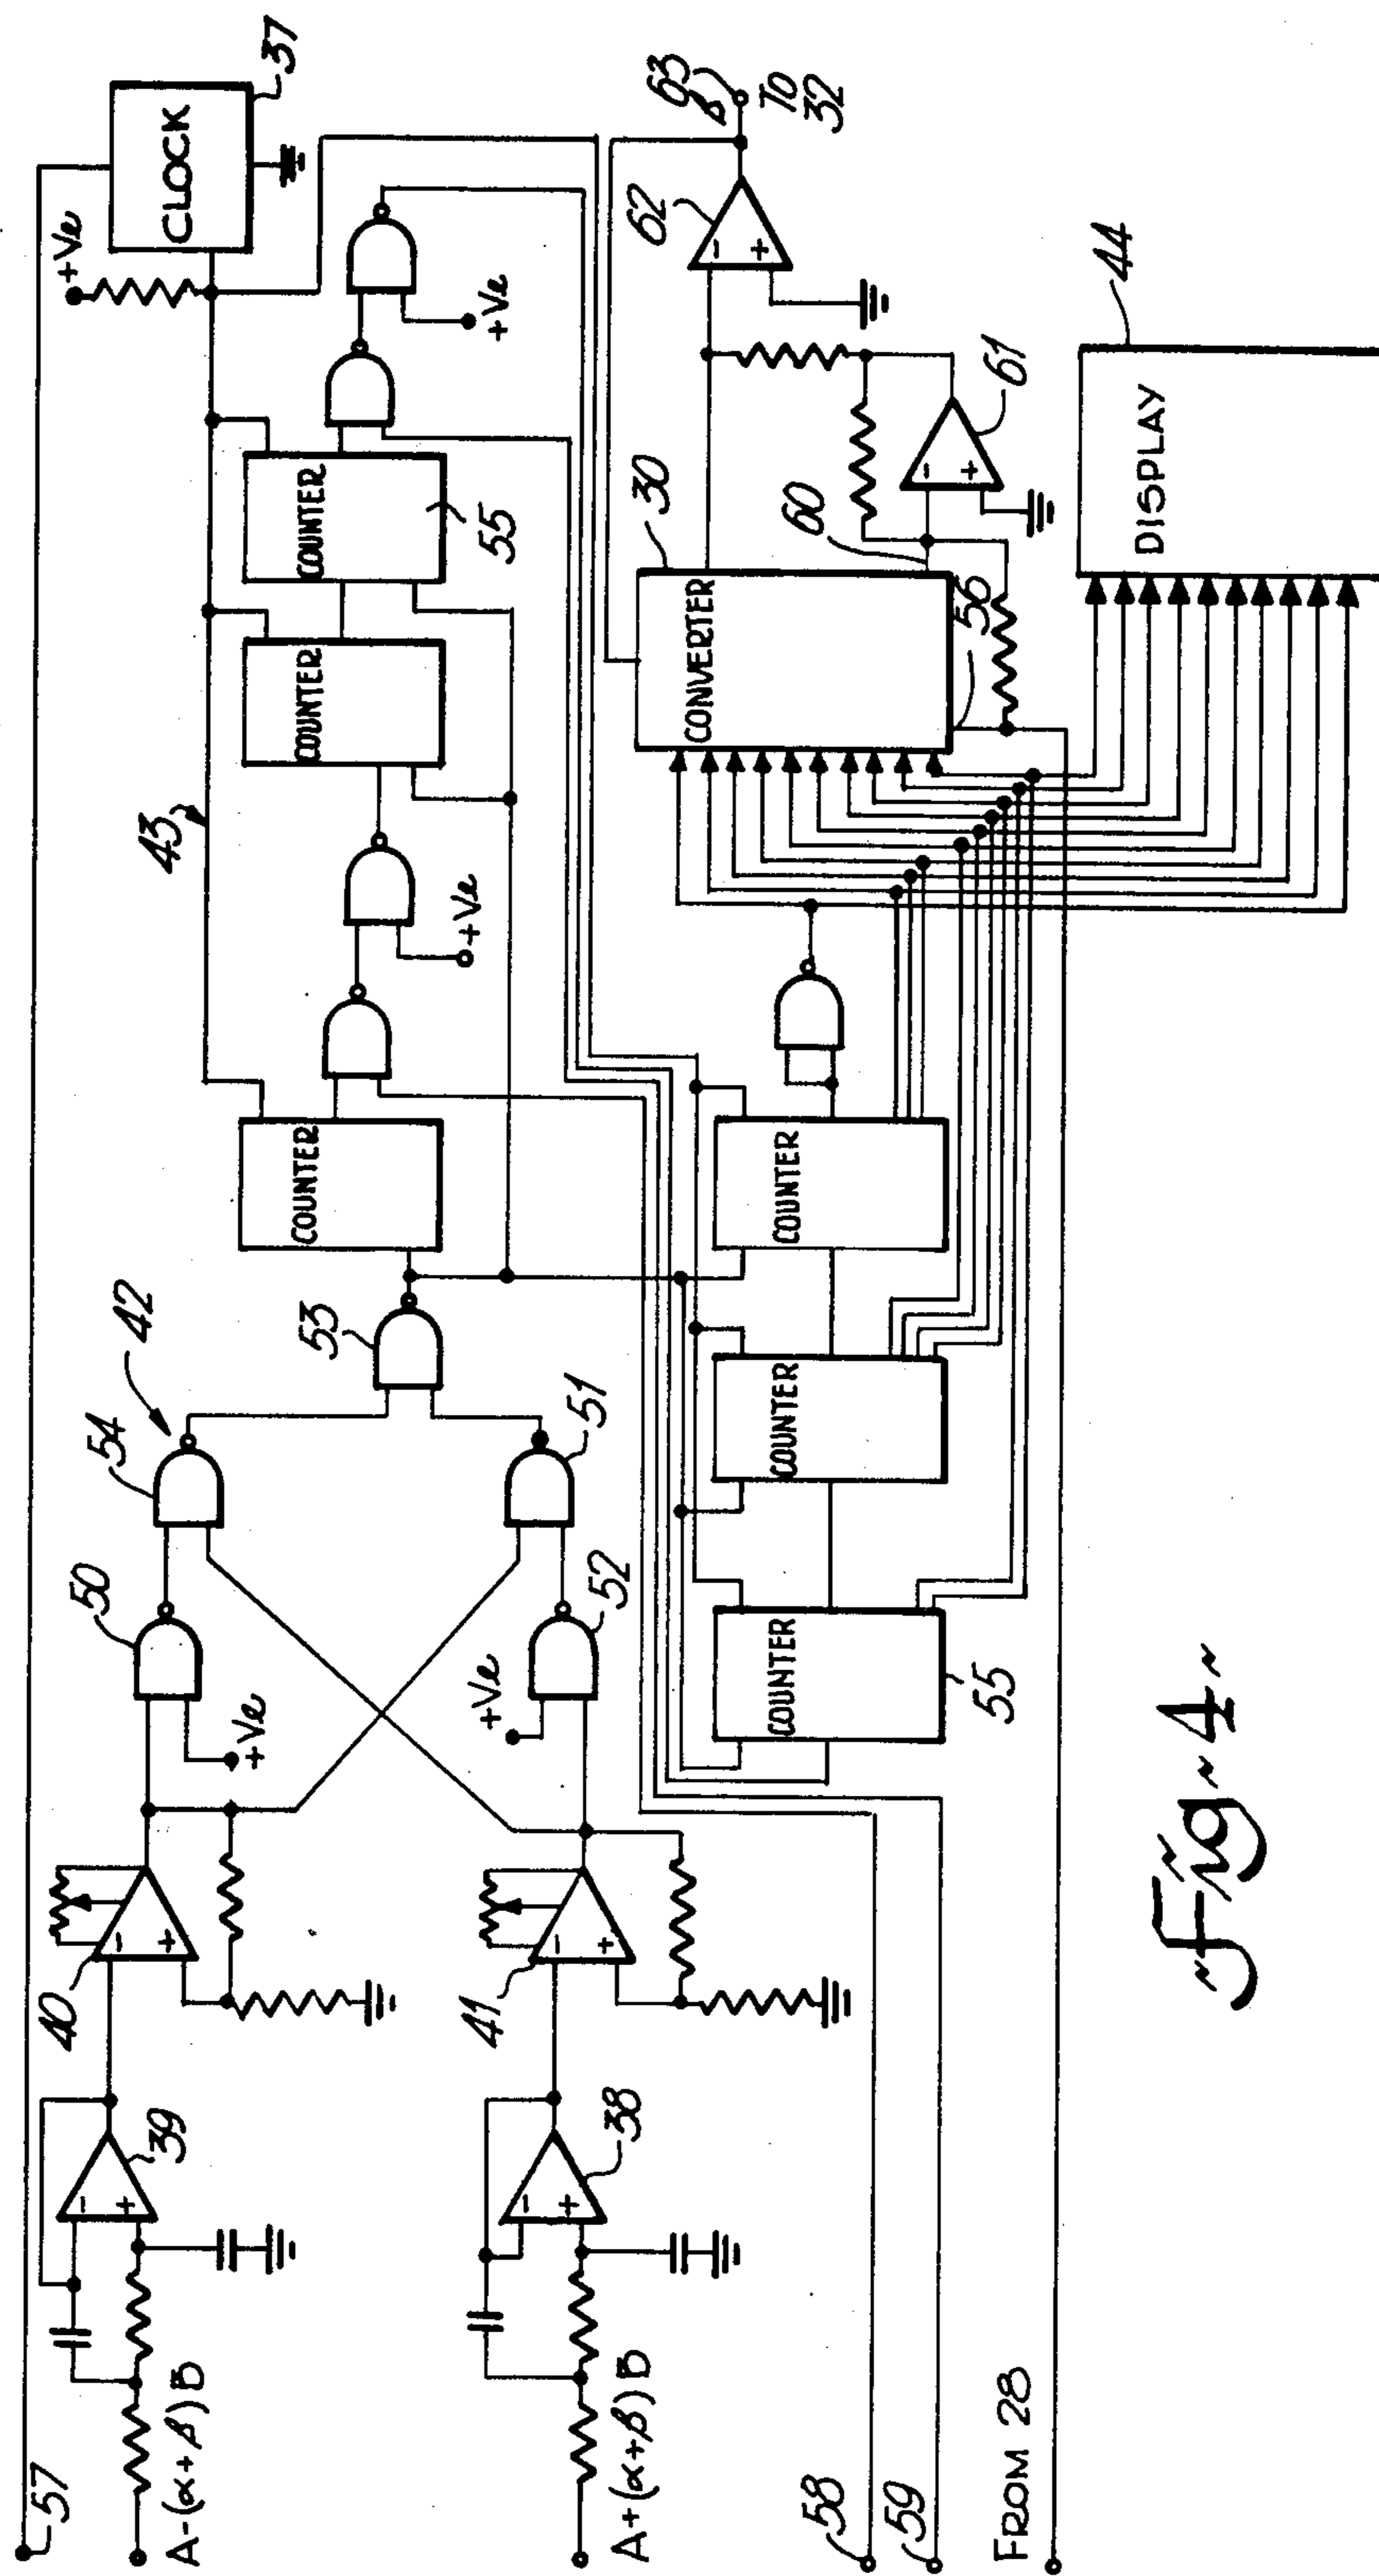 57
A-(α+β)B
39
40
50
+Ve
54
42
53
43
COUNTER
+Ve
COUNTER
COUNTER
55
+Ve
+Ve
CLOCK
37
A+(α+β)B
38
41
+Ve
52
51
58
59
FROM 28
COUNTER
55
COUNTER
COUNTER
CONVERTER
30
56
60
61
62
63
To
32
DISPLAY
44
Fig 4